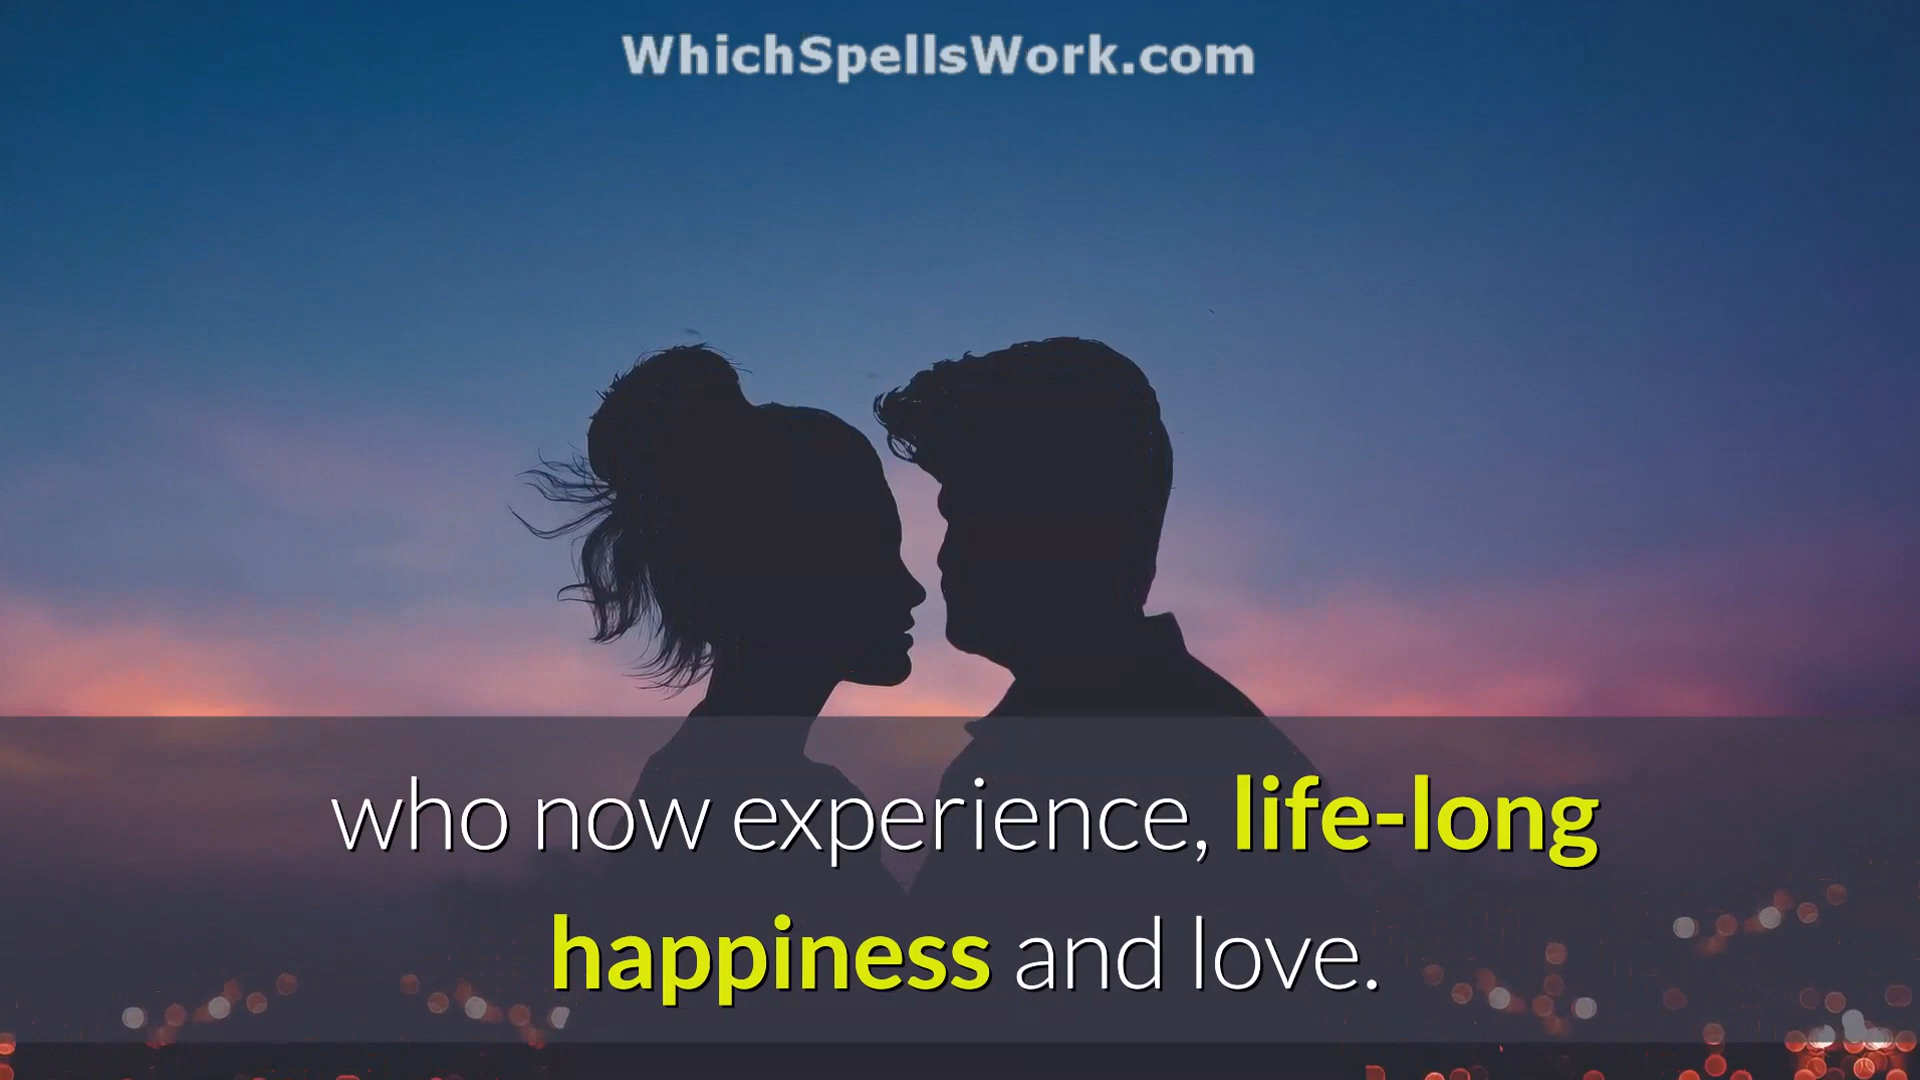 WhichSpellsWork.com
who now experience, life-long
happiness and love.